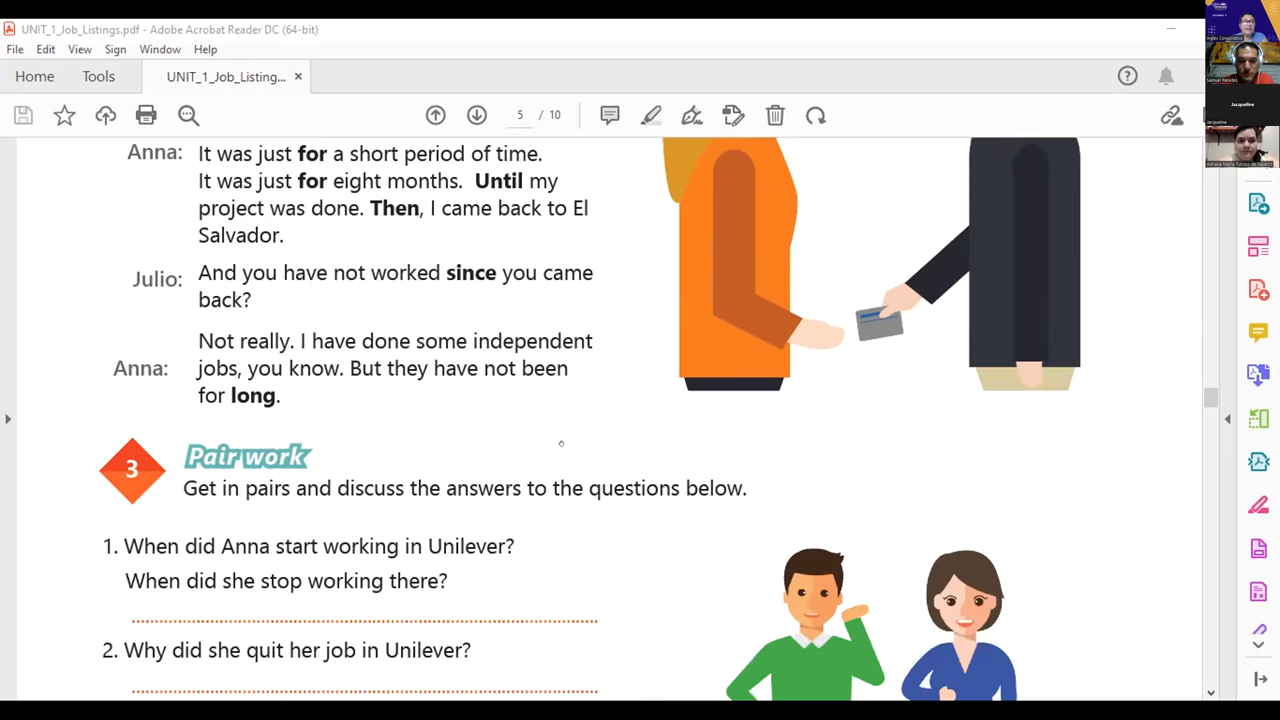 UNIT_1_Job_Listings.pdf - Adobe Acrobat Reader DC (64-bit)
File Edit View Sign Window Help
Home Tools UNIT_1_Job_Listing...
5 / 10
Anna: It was just for a short period of time.
It was just for eight months. Until my
project was done. Then, I came back to El
Salvador.
Julio: And you have not worked since you came
back?
Not really. I have done some independent
Anna: jobs, you know. But they have not been
for long.
3 Pair work
Get in pairs and discuss the answers to the questions below.
1. When did Anna start working in Unilever?
When did she stop working there?
2. Why did she quit her job in Unilever?
Samuel Paredes
Jacqueline
Jacqueline